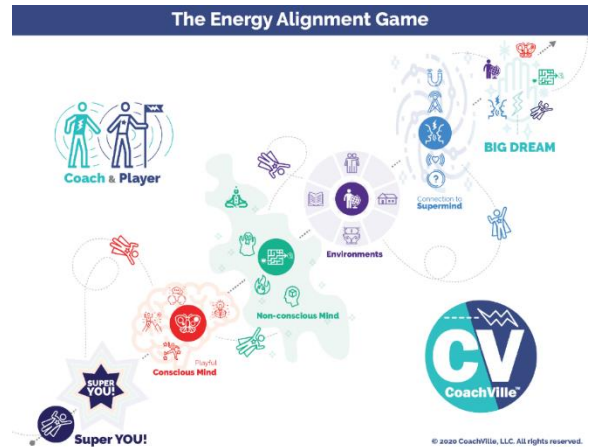 The Energy Alignment Game
Coach & Player
BIG DREAM
Connection to
Supermind
?
Environments
Non-conscious Mind
Playful
Conscious Mind
SUPER
YOU!
Super YOU!
CV
CoachVille™
© 2020 CoachVille, LLC. All rights reserved.